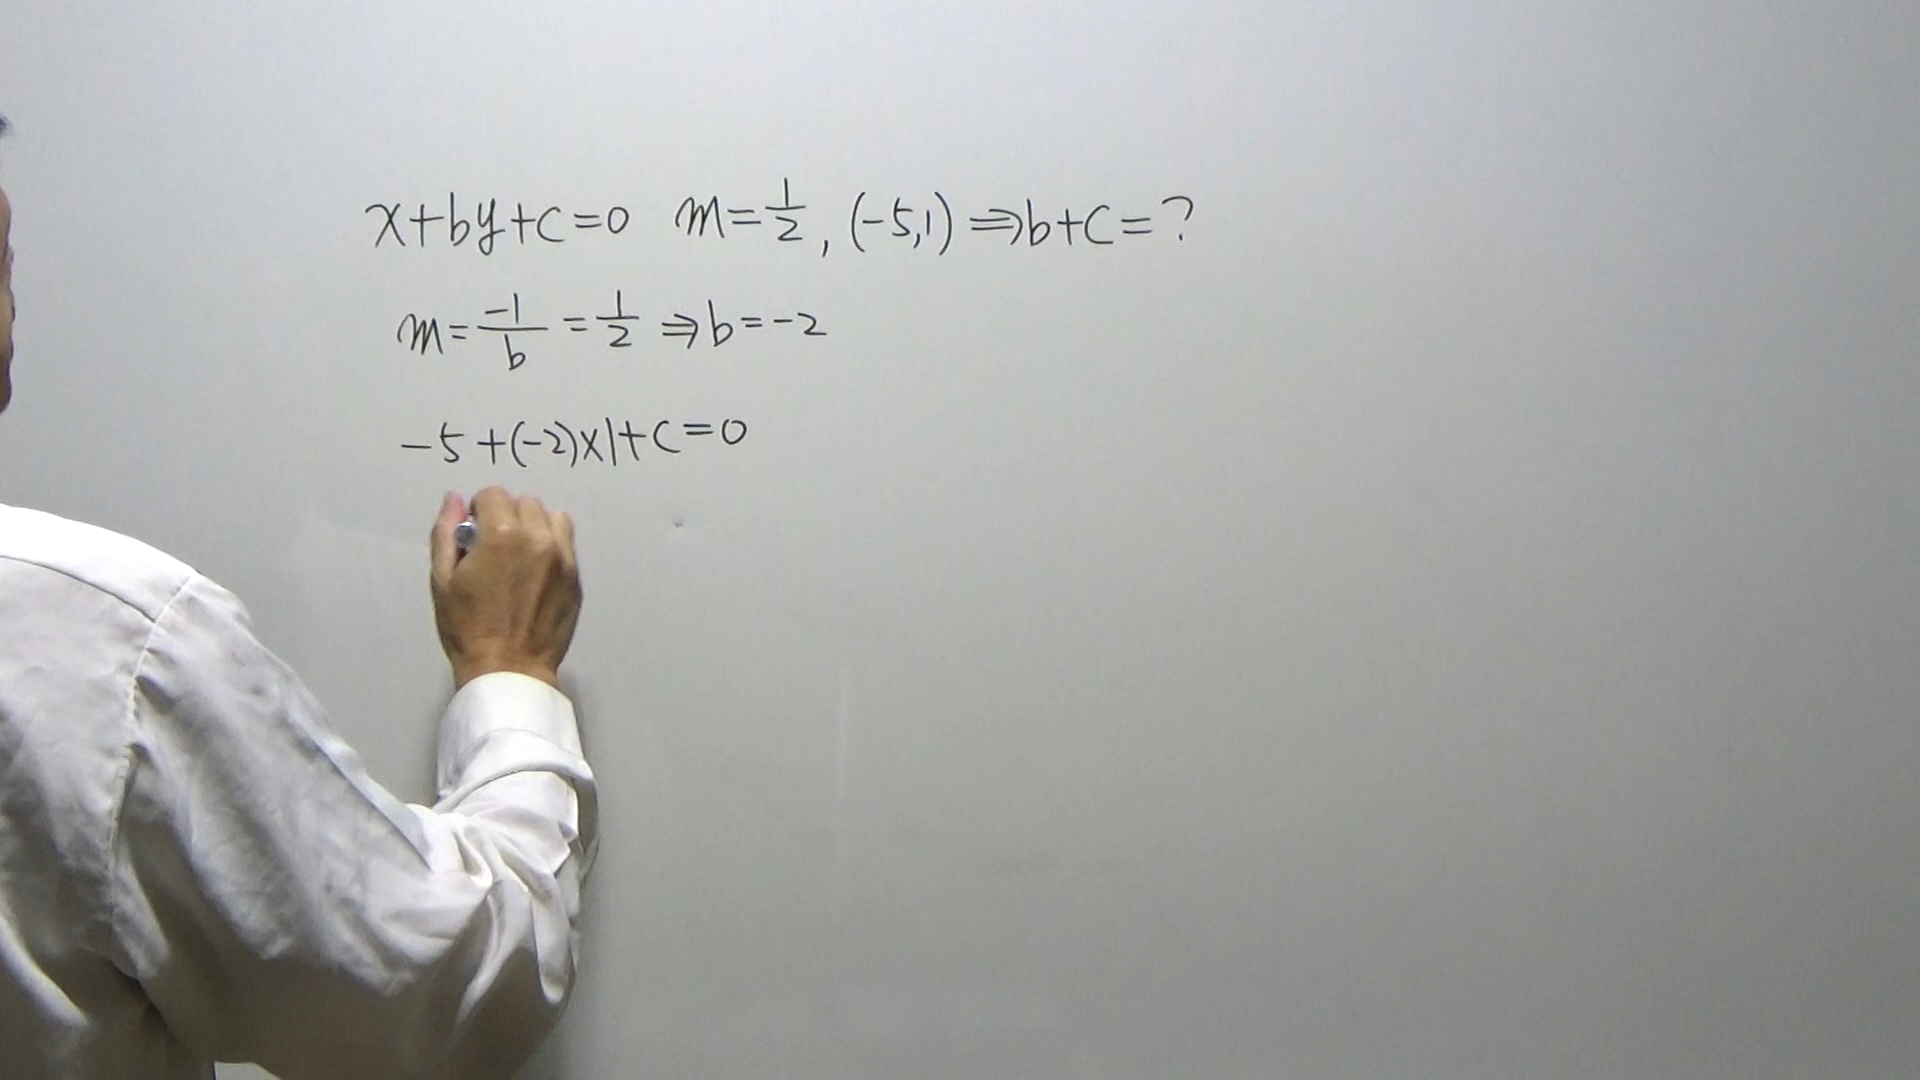 x+by+c=0 m=1/2, (-5,1) ⇒b+c=?
m=-1/b=1/2 ⇒b=-2
-5+(-2)x1+c=0